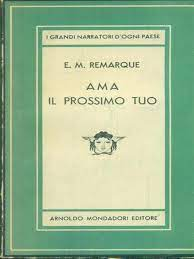 I GRANDI NARRATORI D'OGNI PAESE
E. M. REMARQUE
AMA
IL PROSSIMO TUO
ARNOLDO MONDADORI EDITORE